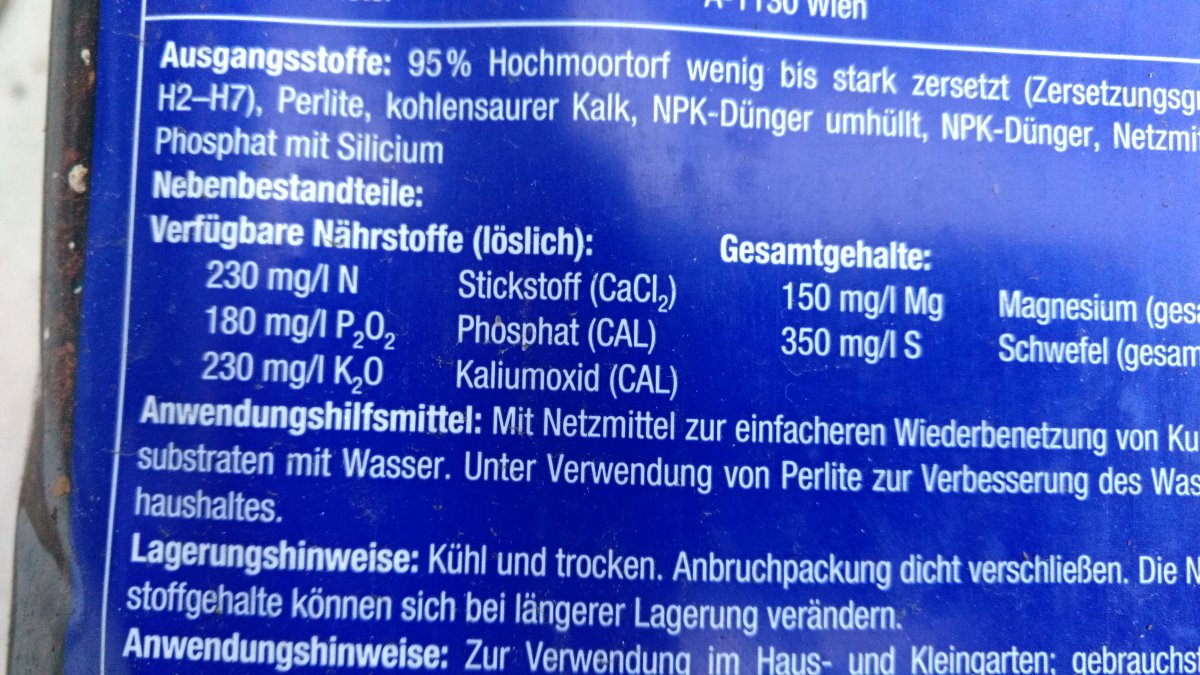 A-1130 Wien
Ausgangsstoffe: 95% Hochmoortorf wenig bis stark zersetzt (Zersetzungsgr
H2–H7), Perlite, kohlensaurer Kalk, NPK-Dünger umhüllt, NPK-Dünger, Netzmit
Phosphat mit Silicium
Nebenbestandteile:
Verfügbare Nährstoffe (löslich): Gesamtgehalte:
230 mg/l N Stickstoff (CaCl₂) 150 mg/l Mg Magnesium (gesa
180 mg/l P₂O₂ Phosphat (CAL) 350 mg/l S Schwefel (gesam
230 mg/l K₂O Kaliumoxid (CAL)
Anwendungshilfsmittel: Mit Netzmittel zur einfacheren Wiederbenetzung von Ku
substraten mit Wasser. Unter Verwendung von Perlite zur Verbesserung des Was
haushaltes.
Lagerungshinweise: Kühl und trocken. Anbruchpackung dicht verschließen. Die N
stoffgehalte können sich bei längerer Lagerung verändern.
Anwendungshinweise: Zur Verwendung im Haus- und Kleingarten; gebrauchsf